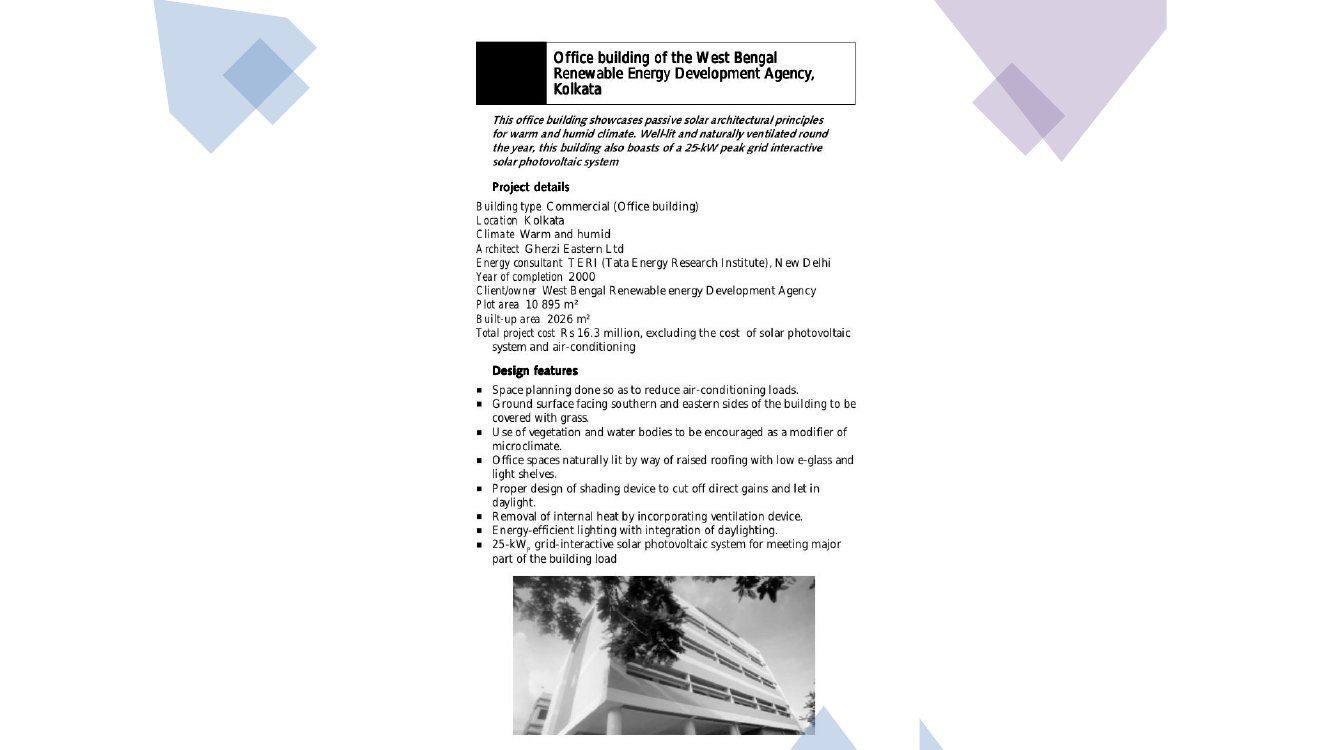 Office building of the West Bengal
Renewable Energy Development Agency,
Kolkata
This office building showcases passive solar architectural principles
for warm and humid climate. Well-lit and naturally ventilated round
the year, this building also boasts of a 25-kW peak grid interactive
solar photovoltaic system
Project details
Building type Commercial (Office building)
Location Kolkata
Climate Warm and humid
Architect Gherzi Eastern Ltd
Energy consultant TERI (Tata Energy Research Institute), New Delhi
Year of completion 2000
Client/owner West Bengal Renewable energy Development Agency
Plot area 10 895 m²
Built-up area 2026 m²
Total project cost Rs 16.3 million, excluding the cost of solar photovoltaic
system and air-conditioning
Design features
▪ Space planning done so as to reduce air-conditioning loads.
▪ Ground surface facing southern and eastern sides of the building to be
covered with grass.
▪ Use of vegetation and water bodies to be encouraged as a modifier of
microclimate.
▪ Office spaces naturally lit by way of raised roofing with low e-glass and
light shelves.
▪ Proper design of shading device to cut off direct gains and let in
daylight.
▪ Removal of internal heat by incorporating ventilation device.
▪ Energy-efficient lighting with integration of daylighting.
▪ 25-kWₚ grid-interactive solar photovoltaic system for meeting major
part of the building load